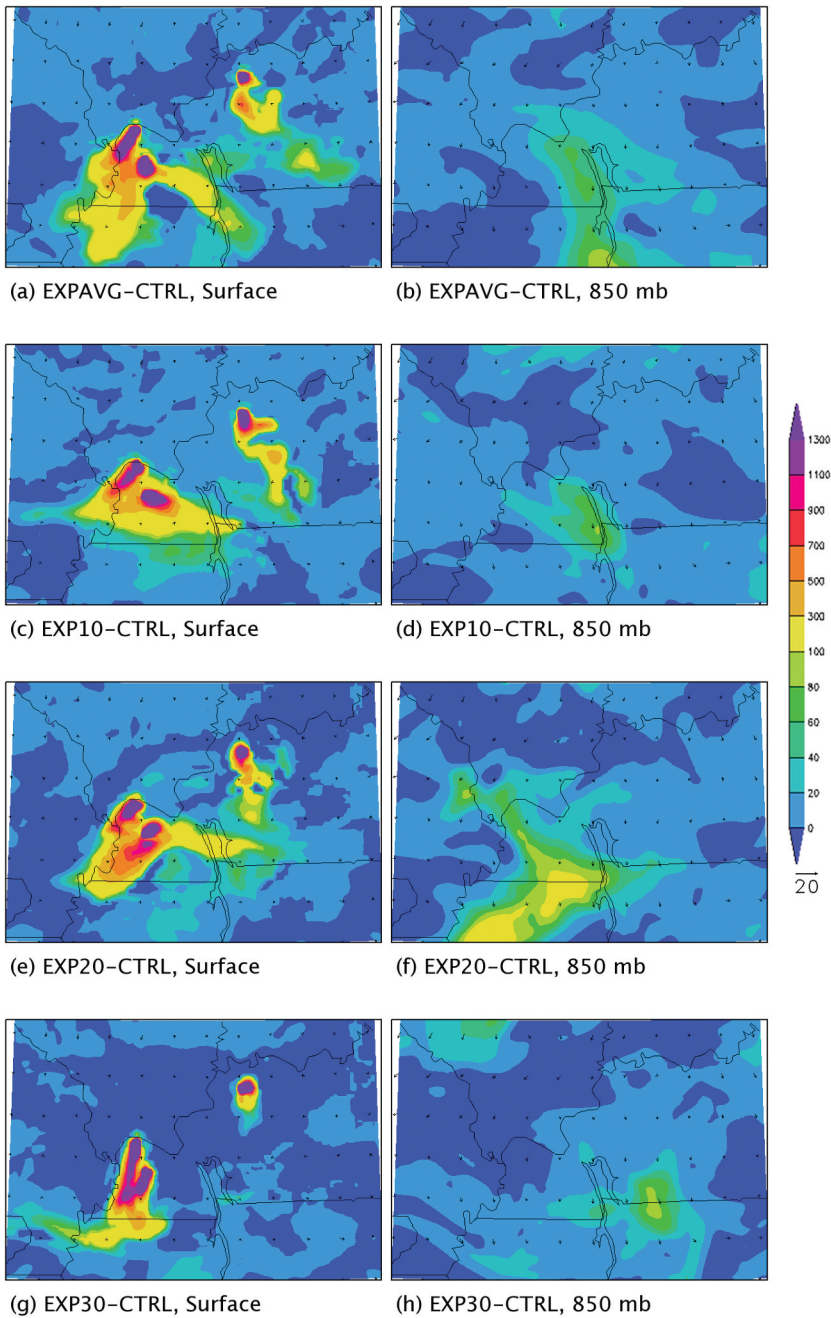 (a) EXPAVG-CTRL, Surface
(b) EXPAVG-CTRL, 850 mb
(c) EXP10-CTRL, Surface
(d) EXP10-CTRL, 850 mb
1300
1100
900
700
500
300
100
80
60
40
20
0
20
(e) EXP20-CTRL, Surface
(f) EXP20-CTRL, 850 mb
(g) EXP30-CTRL, Surface
(h) EXP30-CTRL, 850 mb